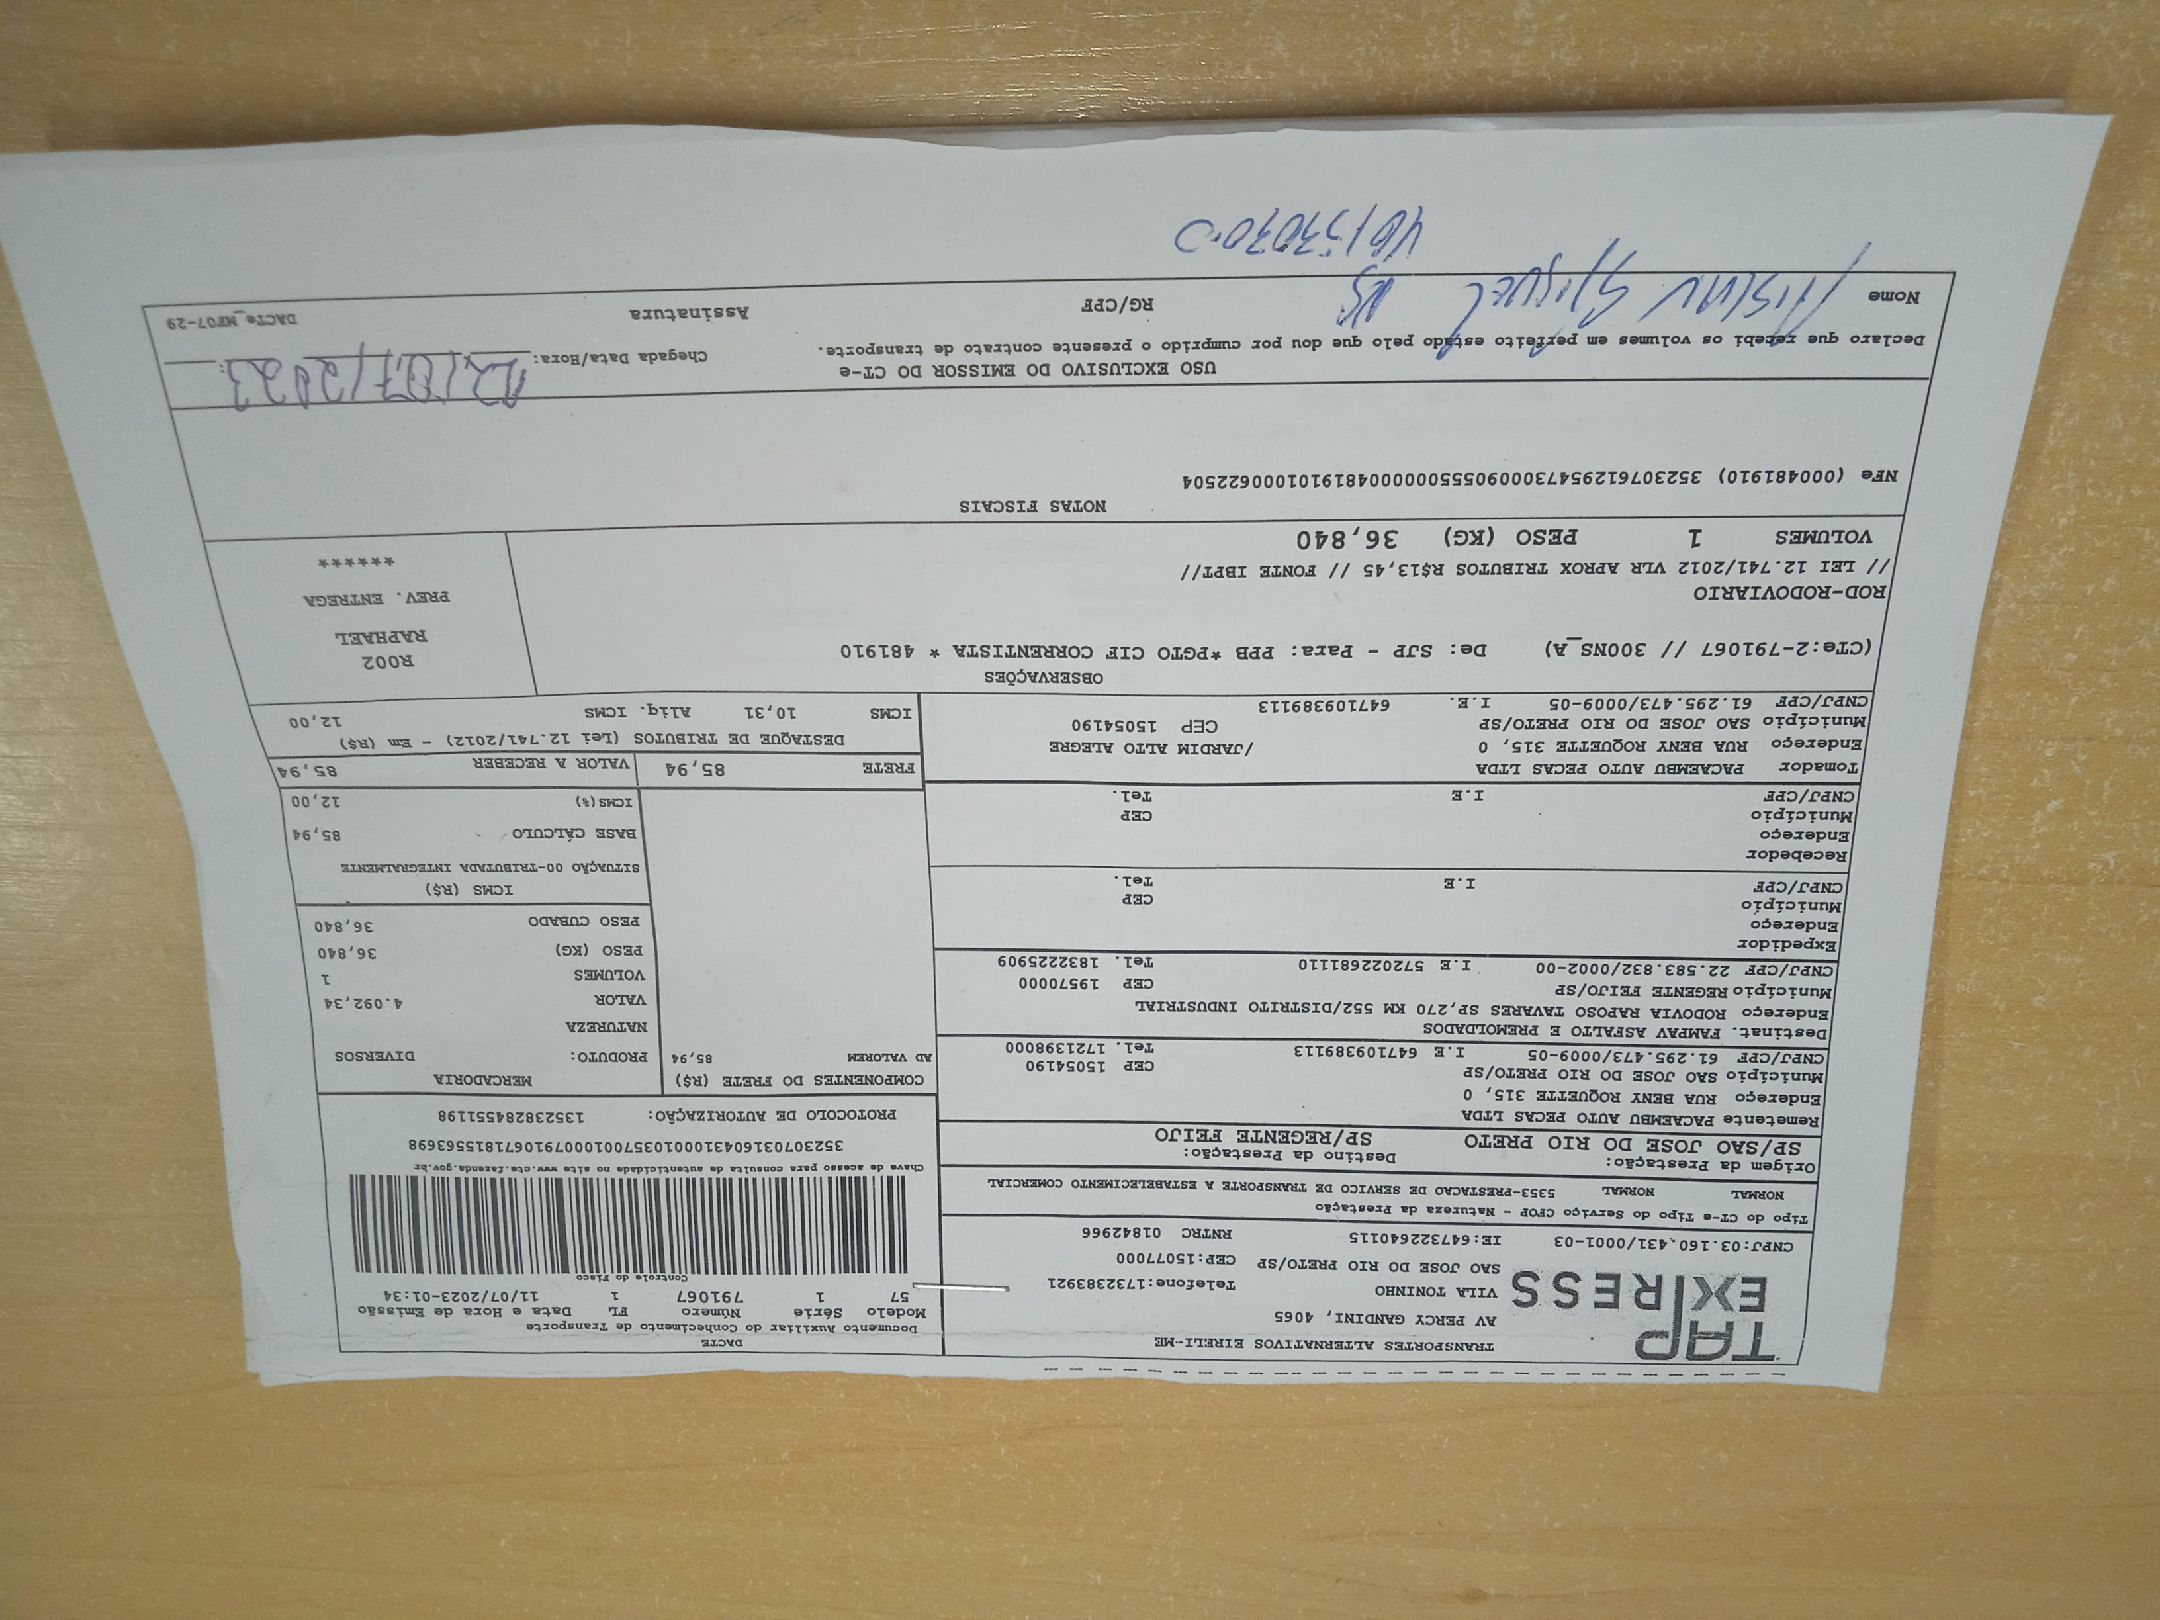 TAP EXPRESS
TRANSPORTES ALTERNATIVOS EIRELI-ME
AV PERCY GANDINI, 4065
VILA TONINHO Telefone:1732383921
SAO JOSE DO RIO PRETO/SP CEP:15077000
CNPJ:03.160.431/0001-03 IE:647322640115 RNTRC 01842966
DACTE
Documento Auxiliar do Conhecimento de Transporte
Modelo Série Número FL Data e Hora de Emissão
57 1 791067 1 11/07/2023-01:34
Controle do Fisco
Chave de acesso para consulta de autenticidade no site www.cte.fazenda.gov.br
35230703160431000103570010007910671815563698
PROTOCOLO DE AUTORIZAÇÃO: 135238284551198
Tipo do CT-e Tipo do Serviço CFOP - Natureza da Prestação
NORMAL NORMAL 5353-PRESTACAO DE SERVICO DE TRANSPORTE A ESTABELECIMENTO COMERCIAL
Origem da Prestação: Destino da Prestação:
SP/SAO JOSE DO RIO PRETO SP/REGENTE FEIJO
Remetente PACAEMBU AUTO PECAS LTDA
Endereço RUA BENY ROQUETTE 315, 0
Município SAO JOSE DO RIO PRETO/SP CEP 15054190
CNPJ/CPF 61.295.473/0009-05 I.E 647109389113 Tel. 1721398000
Destinat. FAMPAV ASFALTO E PREMOLDADOS
Endereço RODOVIA RAPOSO TAVARES SP,270 KM 552/DISTRITO INDUSTRIAL
Município REGENTE FEIJO/SP CEP 19570000
CNPJ/CPF 22.583.832/0002-00 I.E 572022681110 Tel. 1832225909
Expedidor
Endereço
Município CEP
CNPJ/CPF I.E Tel.
Recebedor
Endereço
Município CEP
CNPJ/CPF I.E Tel.
Tomador PACAEMBU AUTO PECAS LTDA
Endereço RUA BENY ROQUETTE 315, 0 /JARDIM ALTO ALEGRE
Município SAO JOSE DO RIO PRETO/SP CEP 15054190
CNPJ/CPF 61.295.473/0009-05 I.E. 647109389113
COMPONENTES DO FRETE (R$)
AD VALOREM 85,94
MERCADORIA
PRODUTO: DIVERSOS
NATUREZA
VALOR 4.092,34
VOLUMES 1
PESO (KG) 36,840
PESO CUBADO 36,840
ICMS (R$)
SITUAÇÃO 00-TRIBUTADA INTEGRALMENTE
BASE CÁLCULO 85,94
ICMS(%) 12,00
FRETE 85,94 VALOR A RECEBER 85,94
DESTAQUE DE TRIBUTOS (Lei 12.741/2012) - Em (R$)
ICMS 10,31 Aliq. ICMS 12,00
OBSERVAÇÕES
(CTe:2-791067 // 300NS_A) De: SJP - Para: PPB *PGTO CIF CORRENTISTA * 481910
ROD-RODOVIARIO
// LEI 12.741/2012 VLR APROX TRIBUTOS R$13,45 // FONTE IBPT//
VOLUMES 1 PESO (KG) 36,840
R002
RAPHAEL
PREV. ENTREGA
******
NOTAS FISCAIS
NFe (000481910) 35230761295473000905550000004819101000622504
USO EXCLUSIVO DO EMISSOR DO CT-e
Declaro que recebi os volumes em perfeito estado pelo que dou por cumprido o presente contrato de transporte.
Chegada Data/Hora: 12/07/2023 :
Nome RG/CPF Assinatura
DACTe_MF07-29